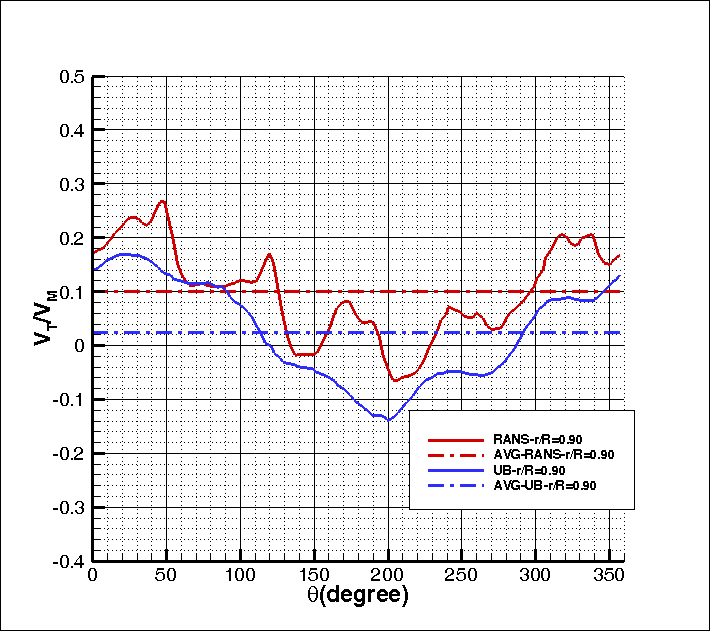 0.5
0.4
0.3
0.2
0.1
0
-0.1
-0.2
-0.3
-0.4
V_T/V_M
0 50 100 150 200 250 300 350
θ(degree)
RANS-r/R=0.90
AVG-RANS-r/R=0.90
UB-r/R=0.90
AVG-UB-r/R=0.90